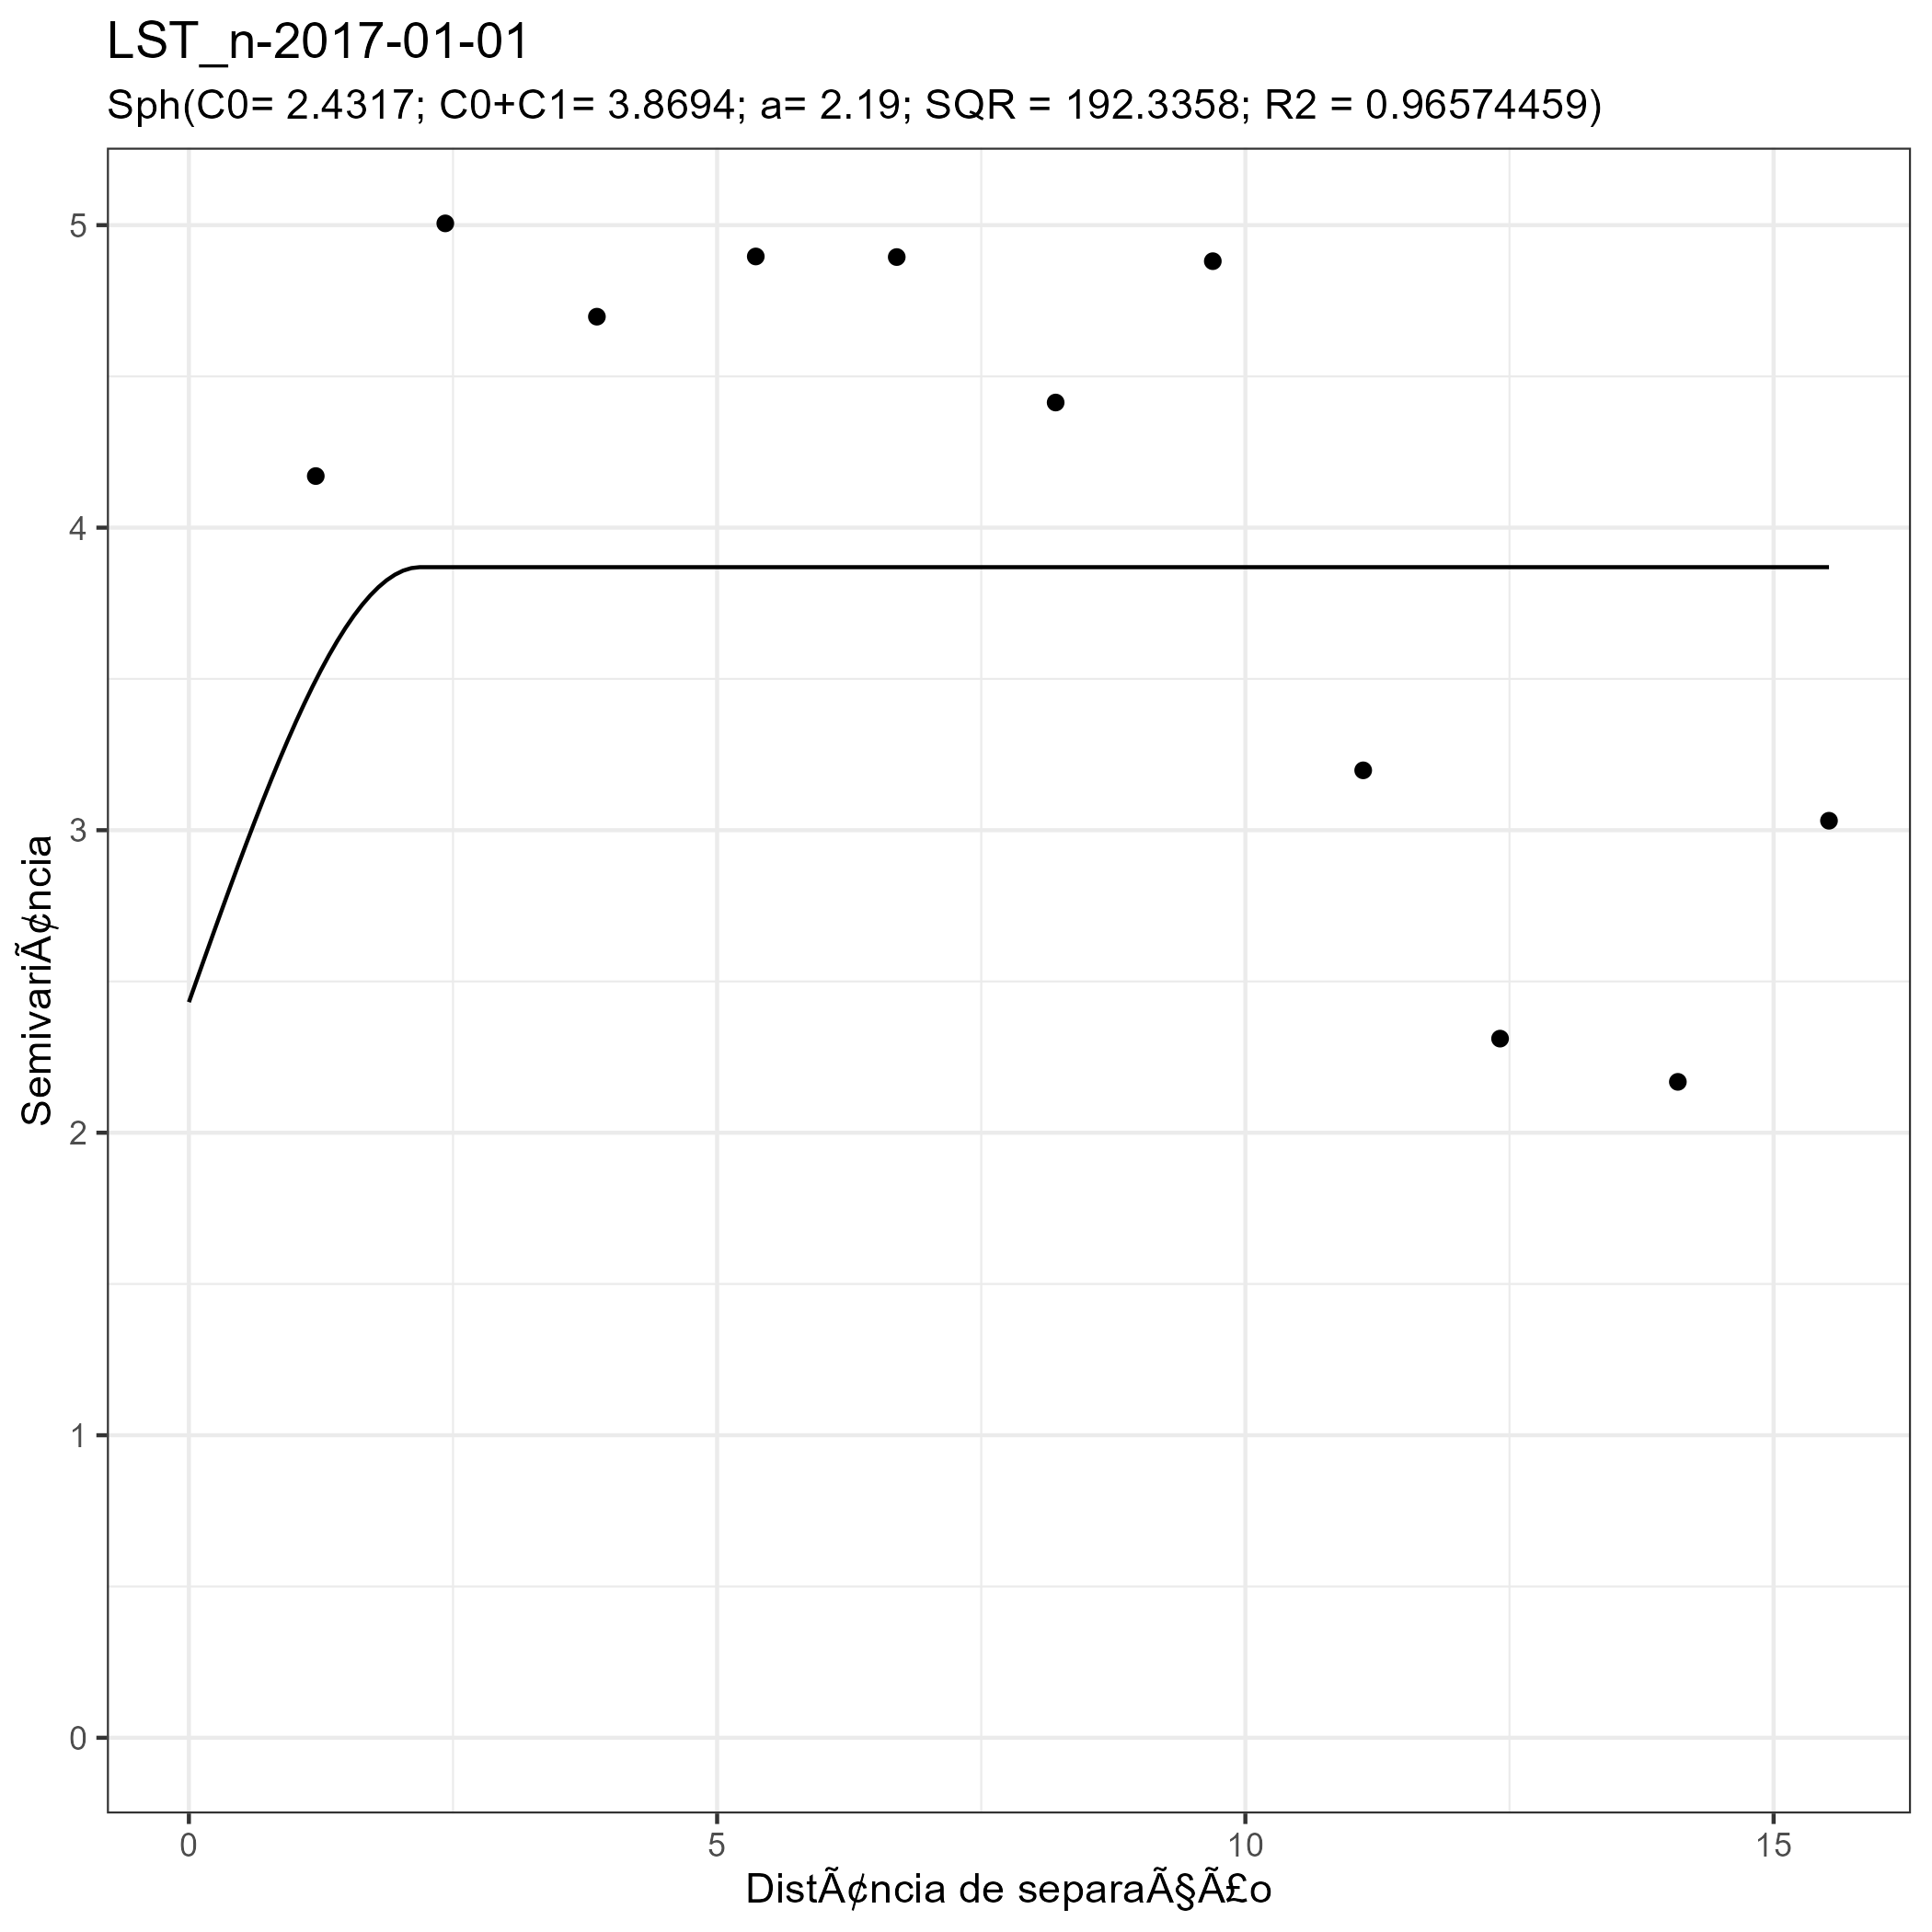 LST_n-2017-01-01
Sph(C0= 2.4317; C0+C1= 3.8694; a= 2.19; SQR = 192.3358; R2 = 0.96574459)
5
4
3
2
1
0
SemivariÃ¢ncia
0 5 10 15
DistÃ¢ncia de separaÃ§Ã£o